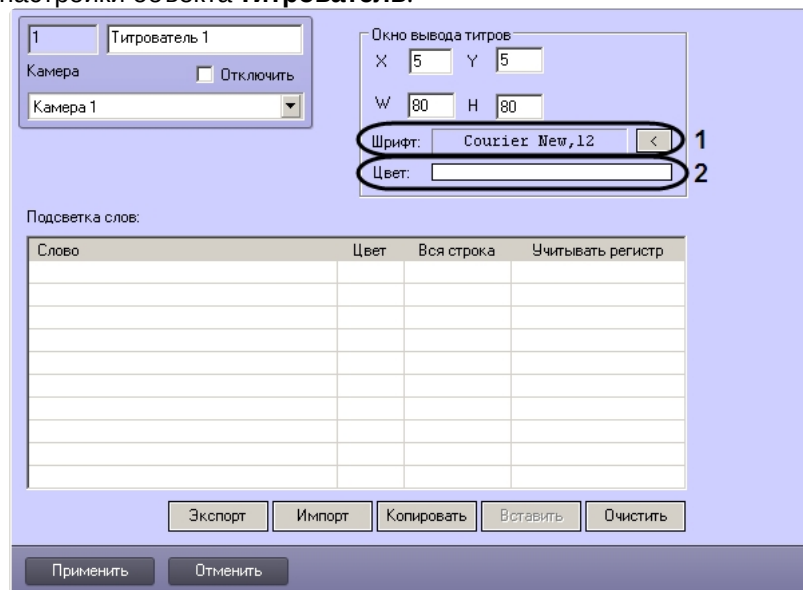 настройки объекта Титрователь.
1 Титрователь 1
Камера Отключить
Камера 1
Окно вывода титров
X 5 Y 5
W 80 H 80
Шрифт: Courier New,12 < 1
Цвет: 2
Подсветка слов:
Слово Цвет Вся строка Учитывать регистр
Экспорт Импорт Копировать Вставить Очистить
Применить Отменить